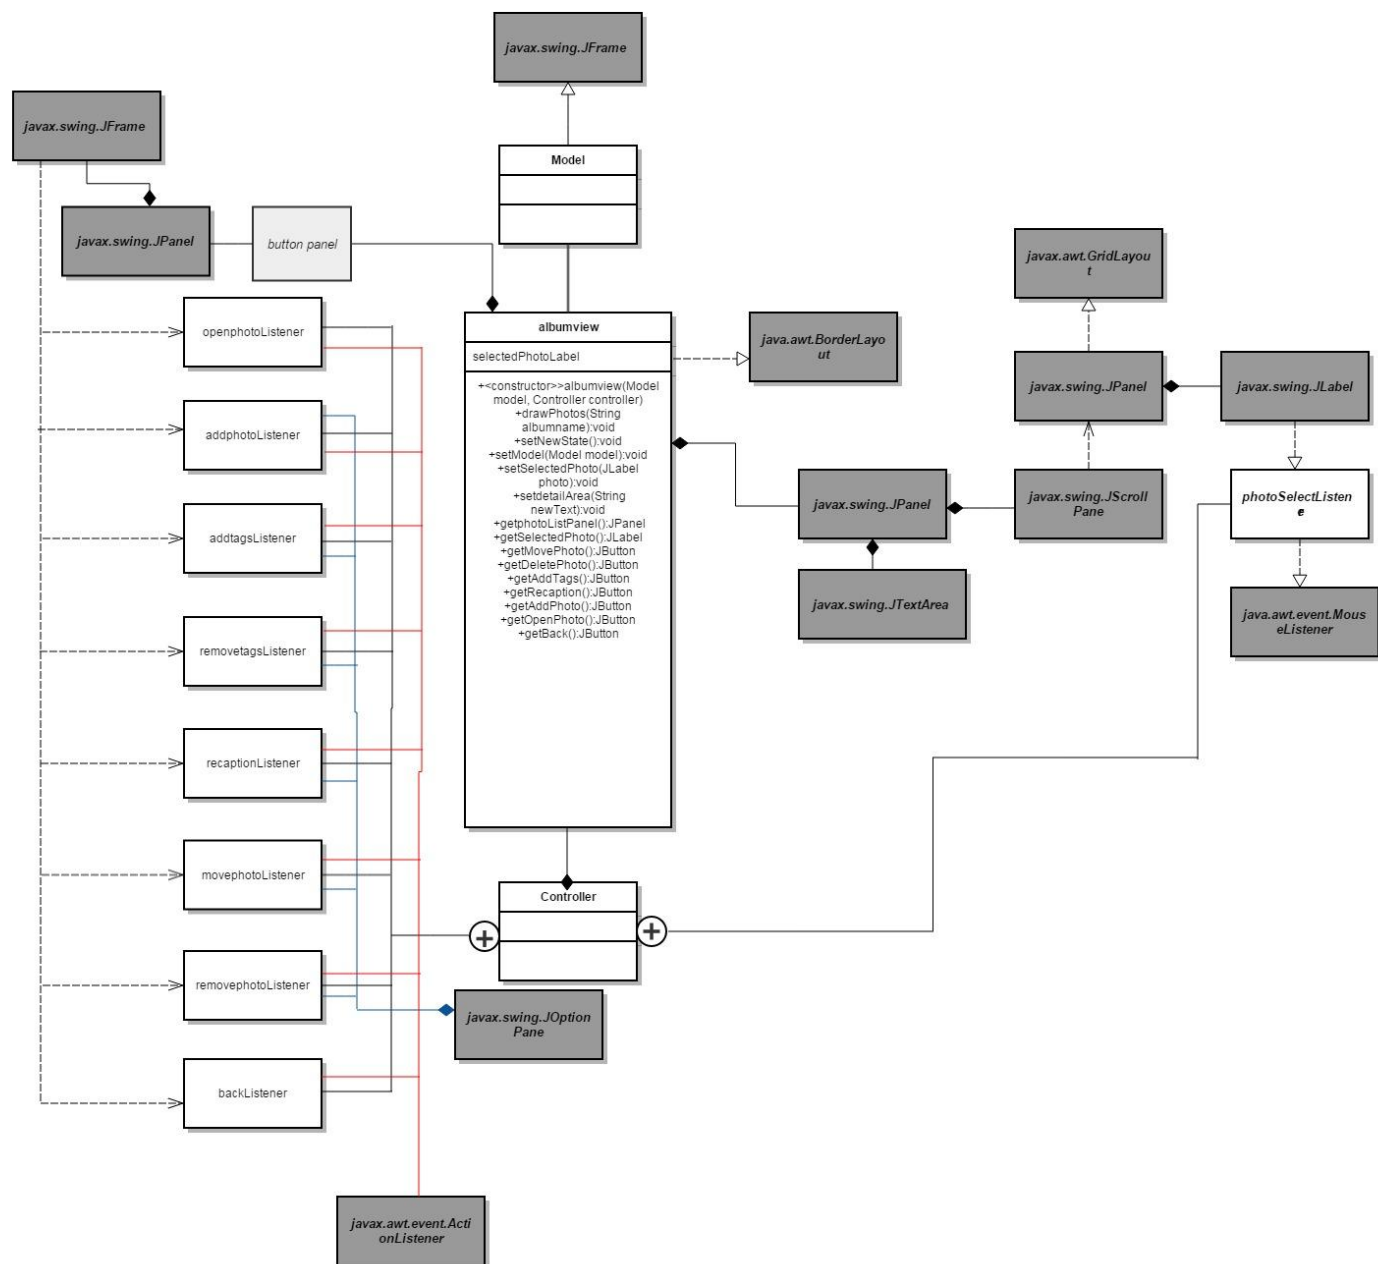 javax.swing.JFrame
javax.swing.JFrame
Model
javax.swing.JPanel
button panel
javax.awt.GridLayou
t
openphotoListener
albumview
selectedPhotoLabel
+<constructor>>albumview(Model
model, Controller controller)
+drawPhotos(String
albumname):void
+setNewState():void
+setModel(Model model):void
+setSelectedPhoto(JLabel
photo):void
+setdetailArea(String
newText):void
+getphotoListPanel():JPanel
+getSelectedPhoto():JLabel
+getMovePhoto():JButton
+getDeletePhoto():JButton
+getAddTags():JButton
+getRecaption():JButton
+getAddPhoto():JButton
+getOpenPhoto():JButton
+getBack():JButton
java.awt.BorderLayo
ut
javax.swing.JPanel
javax.swing.JLabel
addphotoListener
javax.swing.JPanel
javax.swing.JScroll
Pane
photoSelectListene
e
addtagsListener
javax.swing.JTextArea
java.awt.event.Mou
seListener
removetagsListener
recaptionListener
movephotoListener
Controller
removephotoListener
javax.swing.JOption
Pane
backListener
javax.awt.event.Acti
onListener